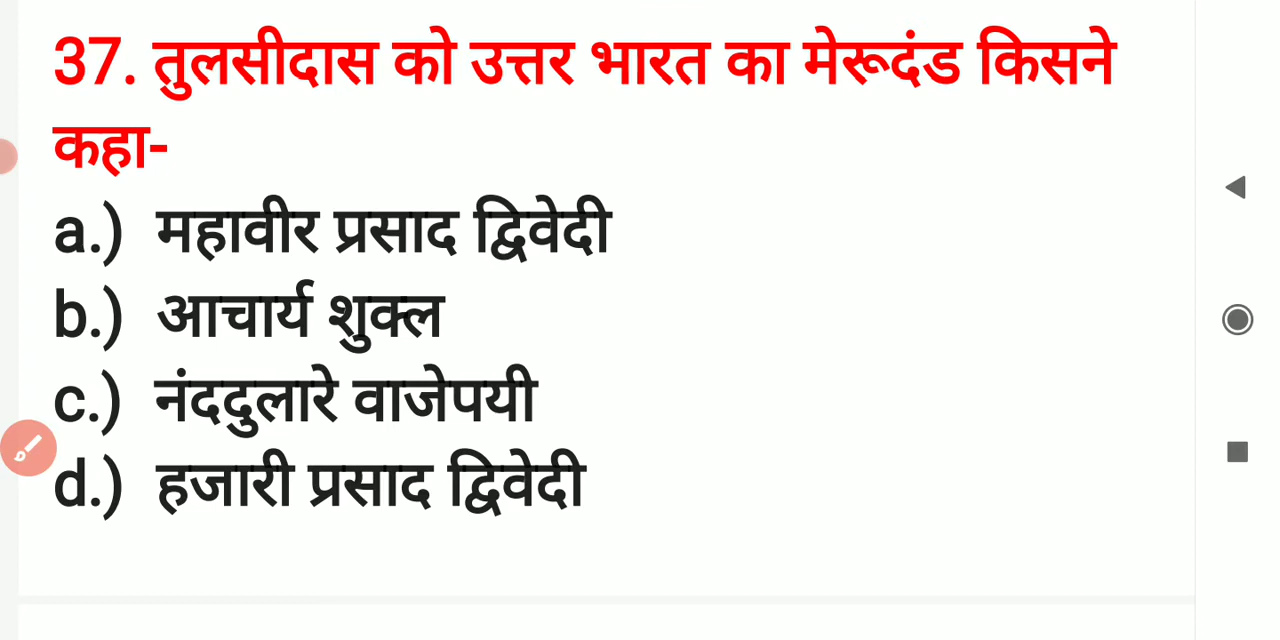 37. तुलसीदास को उत्तर भारत का मेरूदंड किसने
कहा-
a.) महावीर प्रसाद द्विवेदी
b.) आचार्य शुक्ल
c.) नंददुलारे वाजेपयी
d.) हजारी प्रसाद द्विवेदी